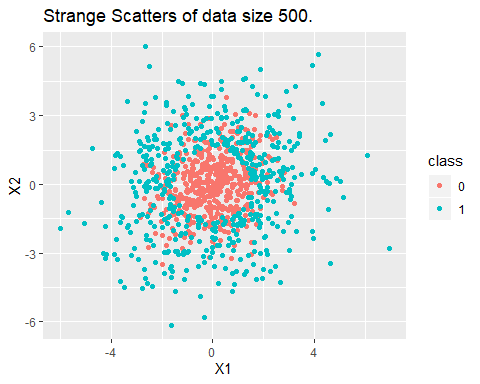 Strange Scatters of data size 500.
6
3
0
-3
-6
X2
-4
0
4
X1
class
0
1